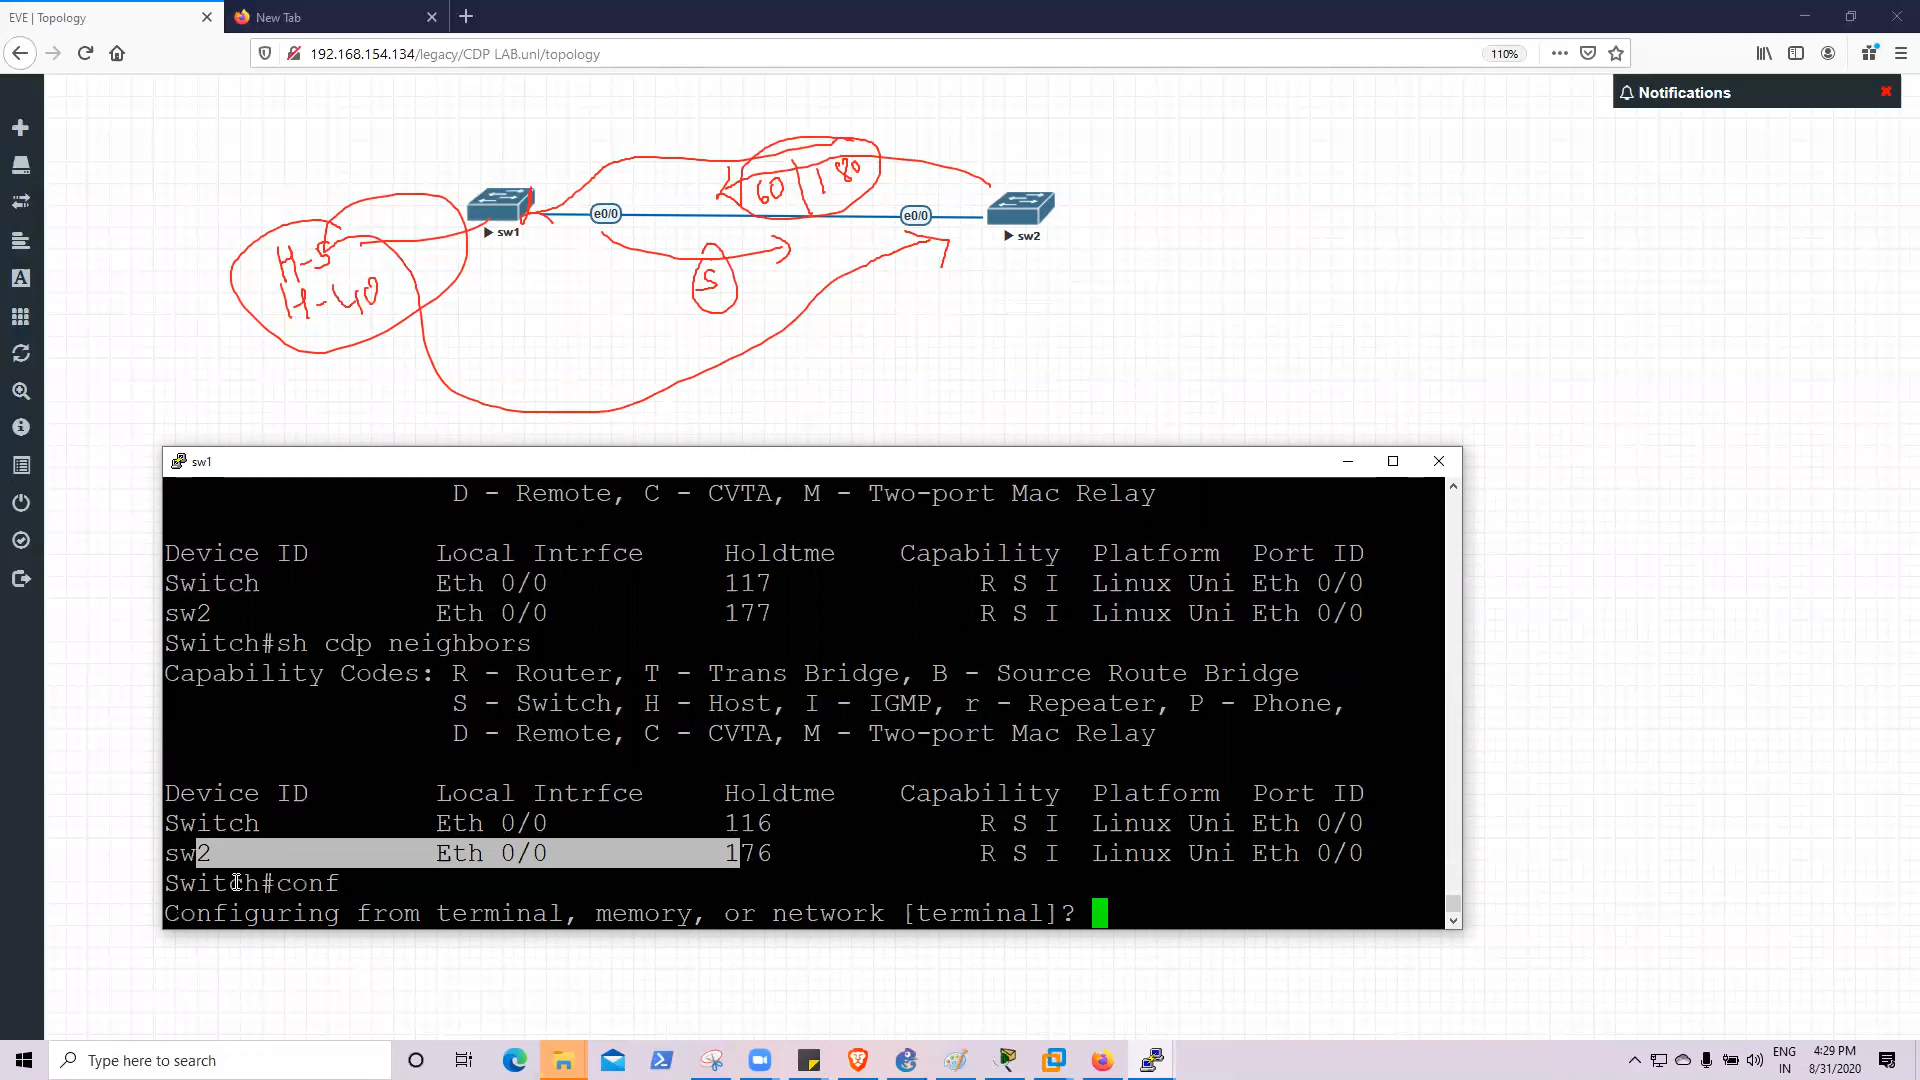 EVE | Topology
New Tab
192.168.154.134/legacy/CDP LAB.unl/topology
110%
Notifications
60 | 180
sw1
e0/0
e0/0
sw2
H-5
H-40
5
sw1
D - Remote, C - CVTA, M - Two-port Mac Relay
Device ID Local Intrfce Holdtme Capability Platform Port ID
Switch Eth 0/0 117 R S I Linux Uni Eth 0/0
sw2 Eth 0/0 177 R S I Linux Uni Eth 0/0
Switch#sh cdp neighbors
Capability Codes: R - Router, T - Trans Bridge, B - Source Route Bridge
S - Switch, H - Host, I - IGMP, r - Repeater, P - Phone,
D - Remote, C - CVTA, M - Two-port Mac Relay
Device ID Local Intrfce Holdtme Capability Platform Port ID
Switch Eth 0/0 116 R S I Linux Uni Eth 0/0
sw2 Eth 0/0 176 R S I Linux Uni Eth 0/0
Switch#conf
Configuring from terminal, memory, or network [terminal]?
Type here to search
ENG
IN
4:29 PM
8/31/2020